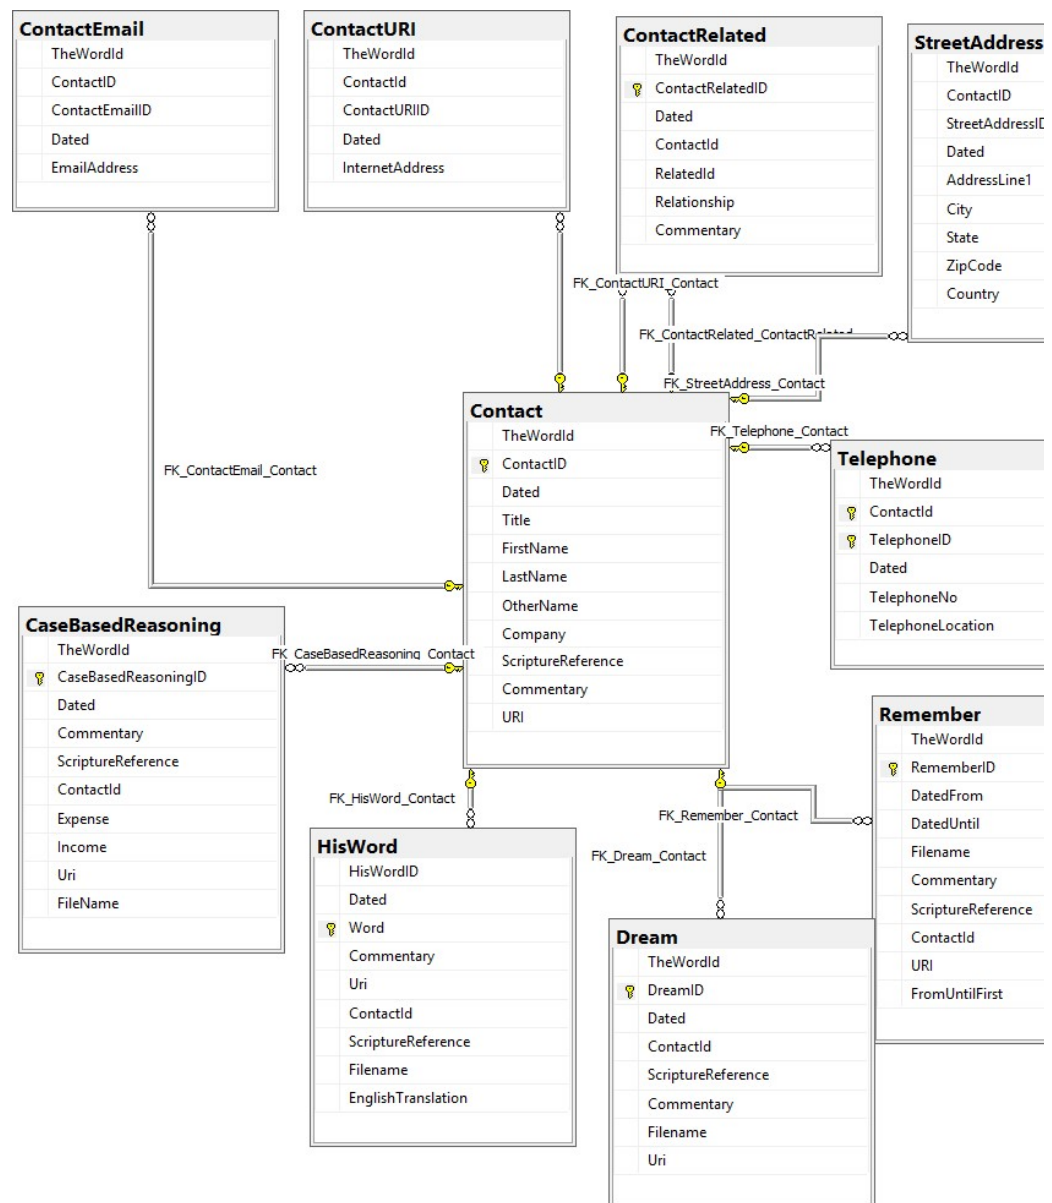 ContactEmail
TheWordId
ContactID
ContactEmailID
Dated
EmailAddress
ContactURI
TheWordId
ContactId
ContactURIID
Dated
InternetAddress
ContactRelated
TheWordId
ContactRelatedID
Dated
ContactId
RelatedId
Relationship
Commentary
StreetAddress
TheWordId
ContactID
StreetAddressID
Dated
AddressLine1
City
State
ZipCode
Country
FK_ContactURI_Contact
FK_ContactRelated_ContactRelated
FK_StreetAddress_Contact
FK_Telephone_Contact
FK_ContactEmail_Contact
Contact
TheWordId
ContactID
Dated
Title
FirstName
LastName
OtherName
Company
ScriptureReference
Commentary
URI
Telephone
TheWordId
ContactId
TelephoneID
Dated
TelephoneNo
TelephoneLocation
CaseBasedReasoning
TheWordId
CaseBasedReasoningID
Dated
Commentary
ScriptureReference
ContactId
Expense
Income
Uri
FileName
FK_CaseBasedReasoning_Contact
Remember
TheWordId
RememberID
DatedFrom
DatedUntil
Filename
Commentary
ScriptureReference
ContactId
URI
FromUntilFirst
FK_HisWord_Contact
FK_Remember_Contact
FK_Dream_Contact
HisWord
HisWordID
Dated
Word
Commentary
Uri
ContactId
ScriptureReference
Filename
EnglishTranslation
Dream
TheWordId
DreamID
Dated
ContactId
ScriptureReference
Commentary
Filename
Uri